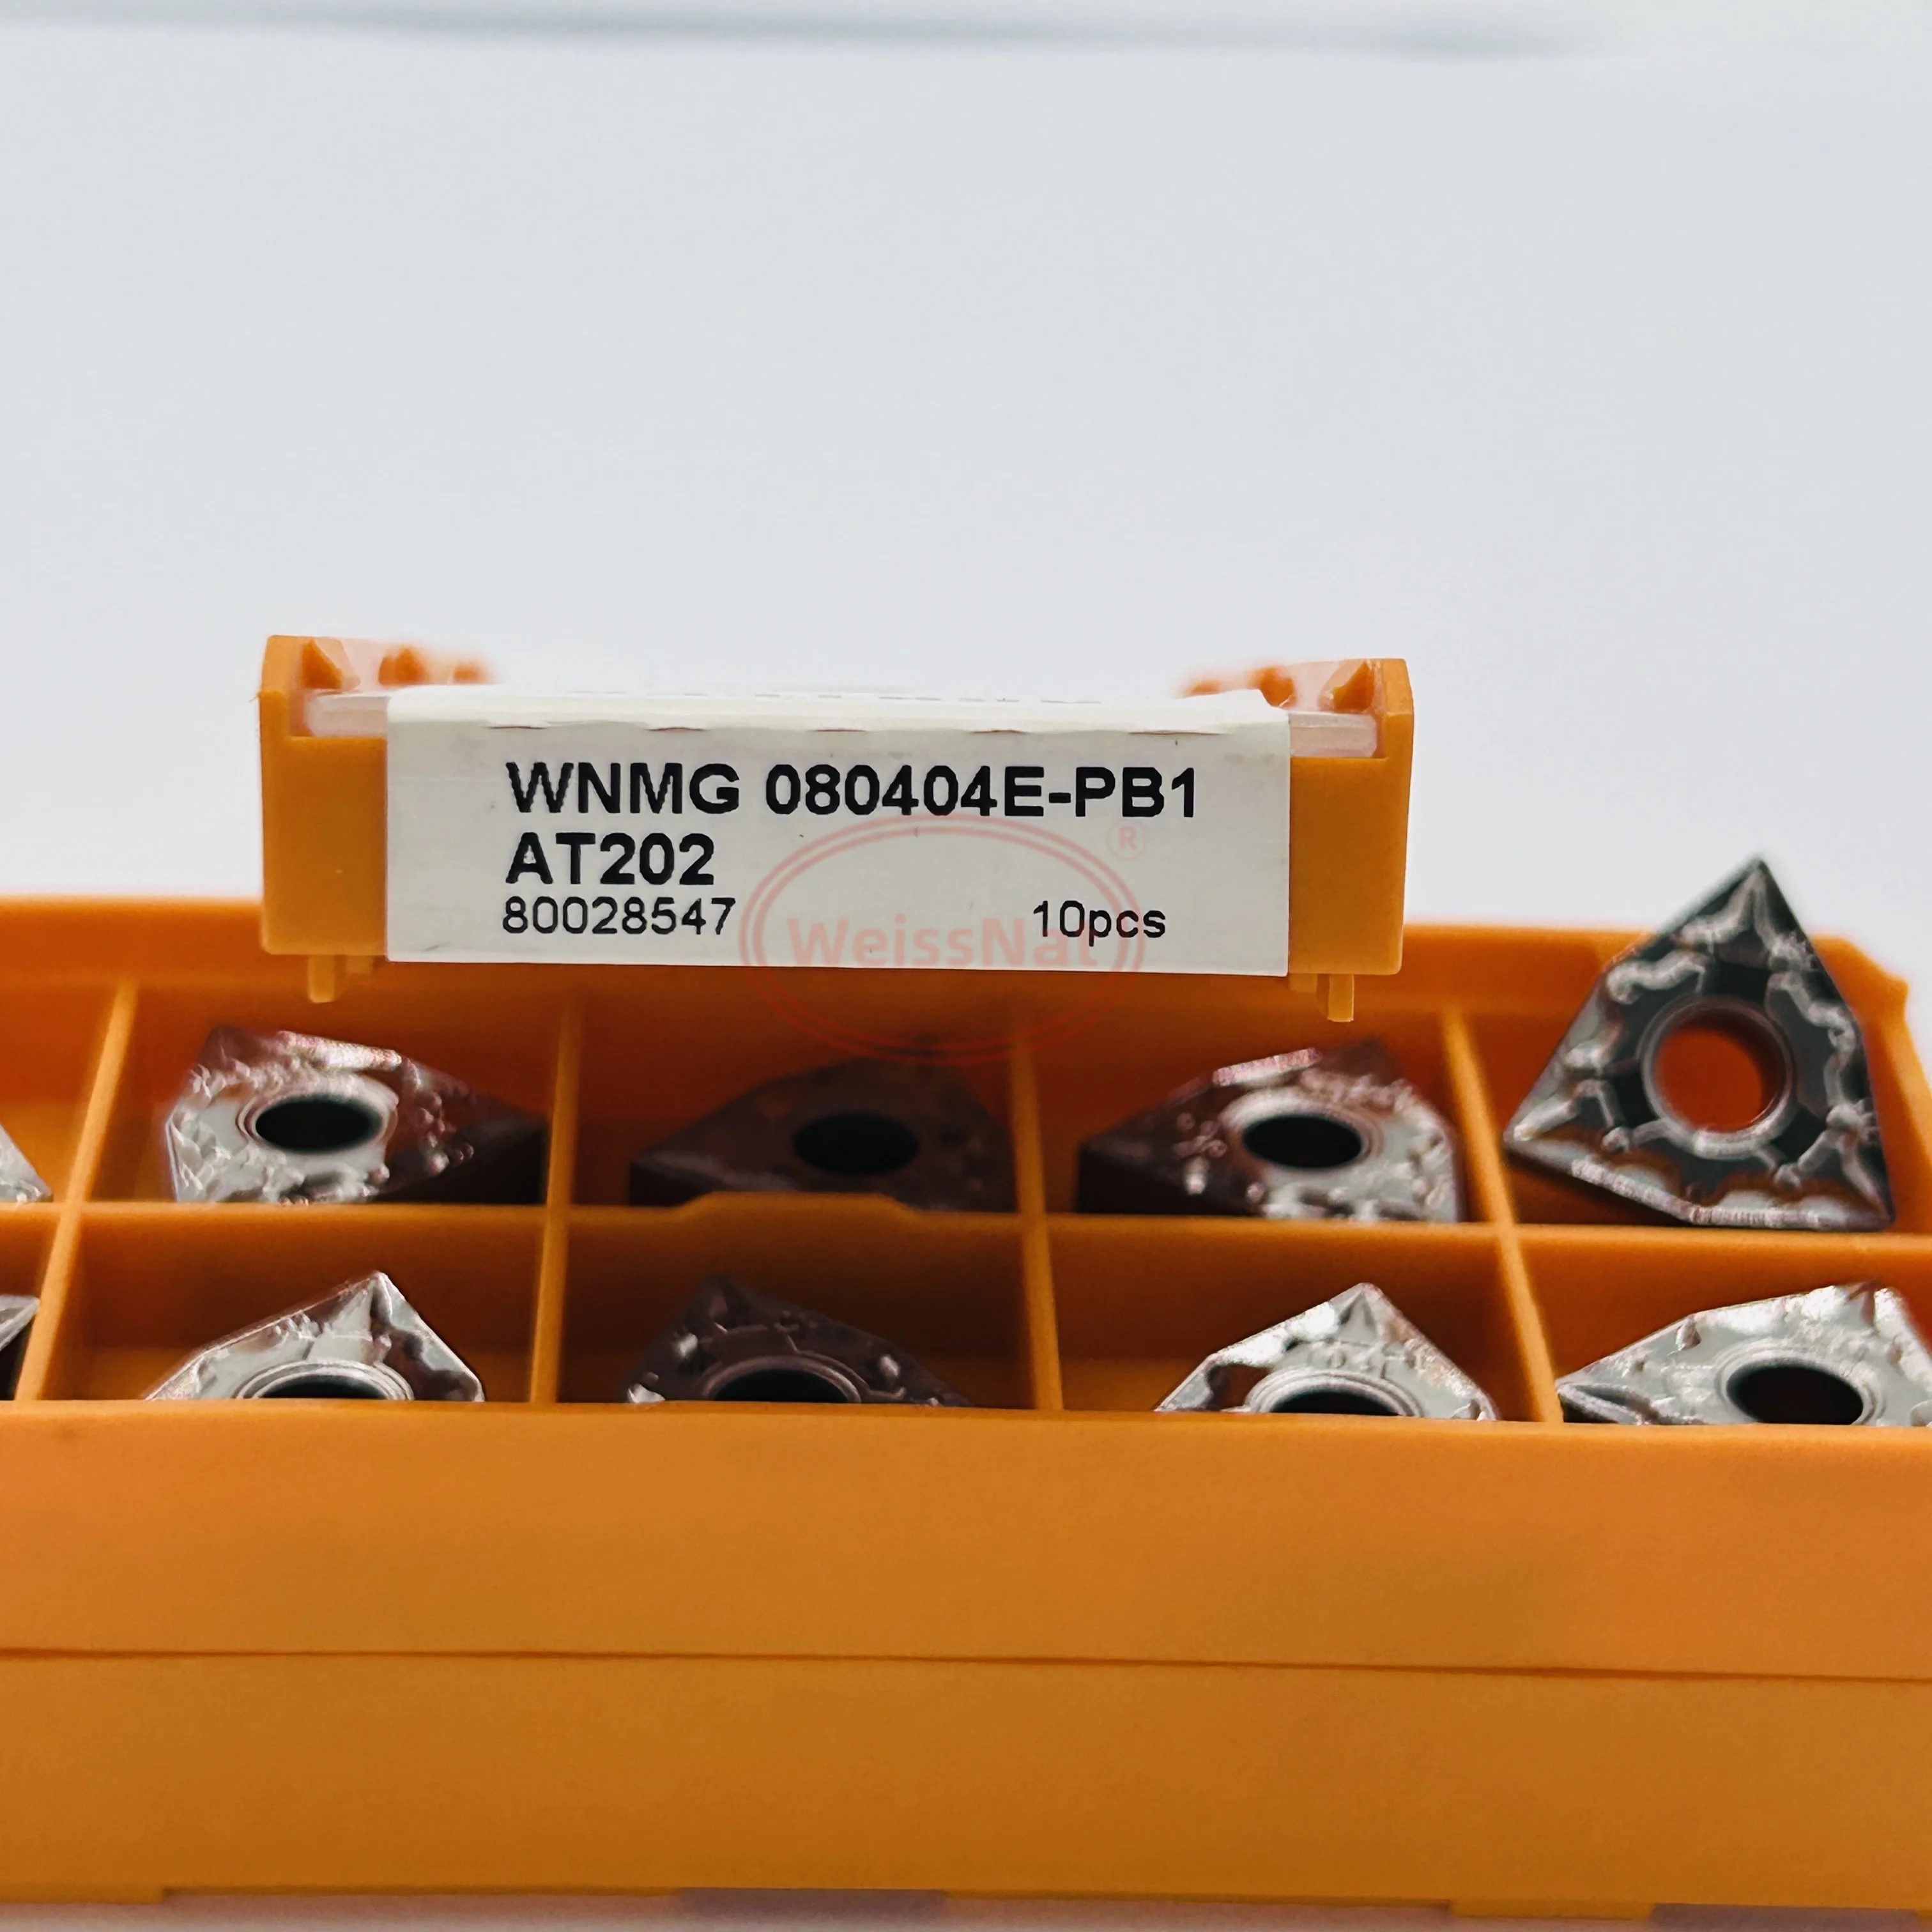 WNMG 080404E-PB1
AT202
80028547 10pcs
WeissNat ®